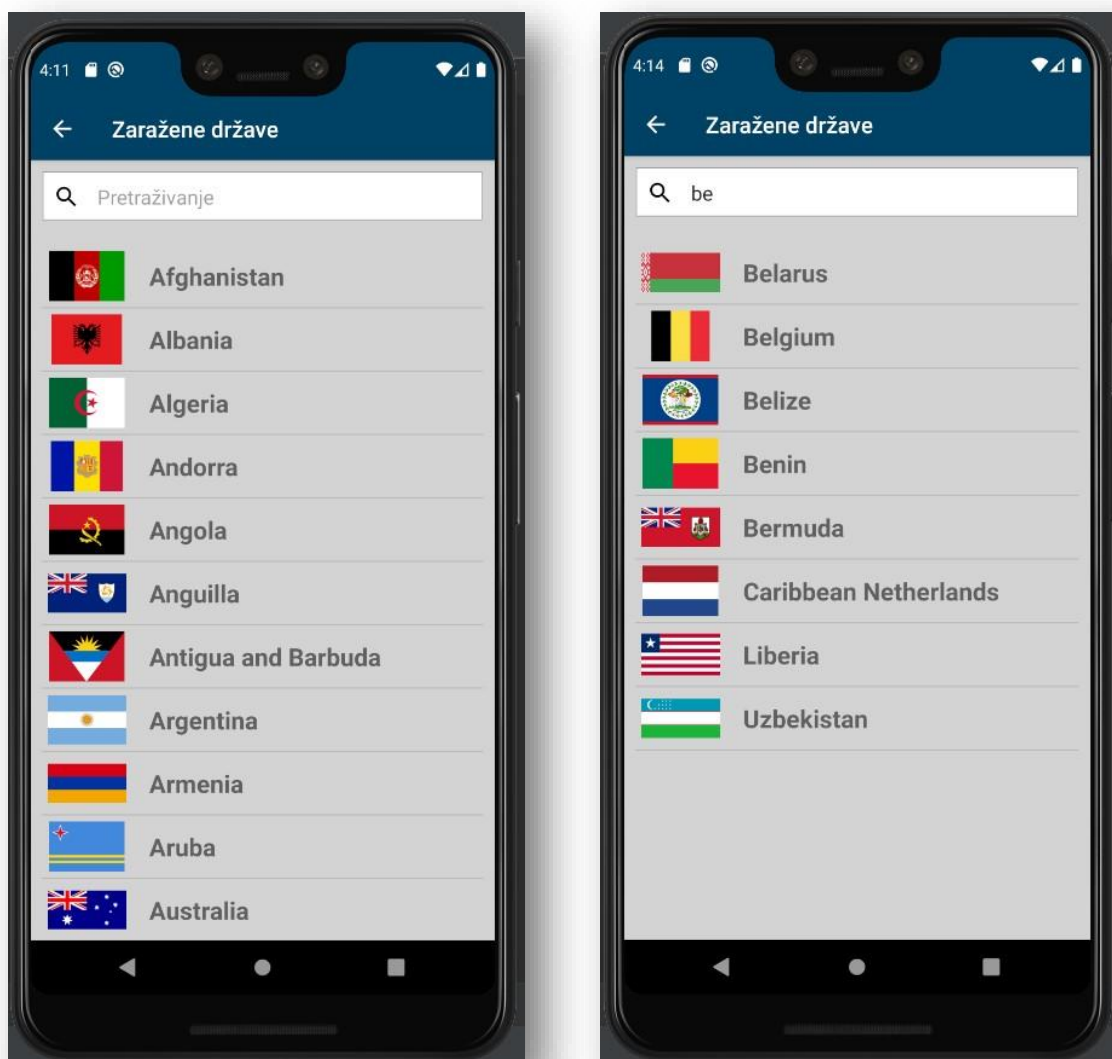 4:11
Zaražene države
Pretraživanje
Afghanistan
Albania
Algeria
Andorra
Angola
Anguilla
Antigua and Barbuda
Argentina
Armenia
Aruba
Australia
4:14
Zaražene države
be
Belarus
Belgium
Belize
Benin
Bermuda
Caribbean Netherlands
Liberia
Uzbekistan